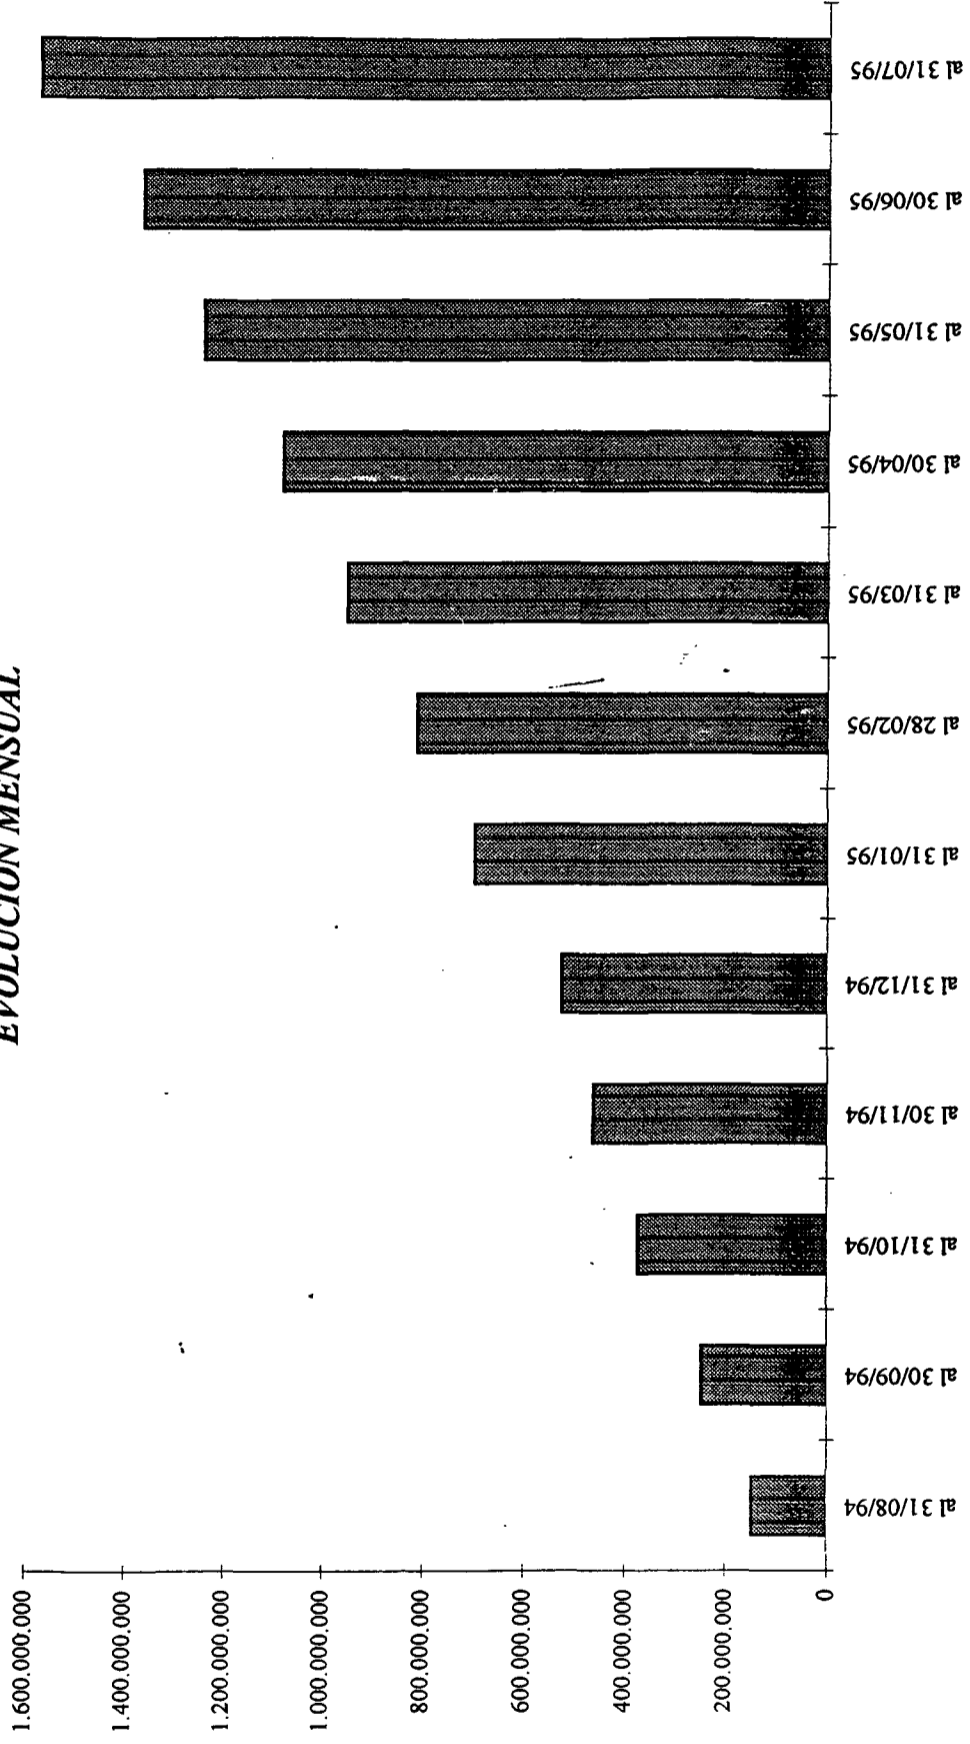 EVOLUCION MENSUAL
1.600.000.000
1.400.000.000
1.200.000.000
1.000.000.000
800.000.000
600.000.000
400.000.000
200.000.000
0
al 31/08/94
al 30/09/94
al 31/10/94
al 30/11/94
al 31/12/94
al 31/01/95
al 28/02/95
al 31/03/95
al 30/04/95
al 31/05/95
al 30/06/95
al 31/07/95